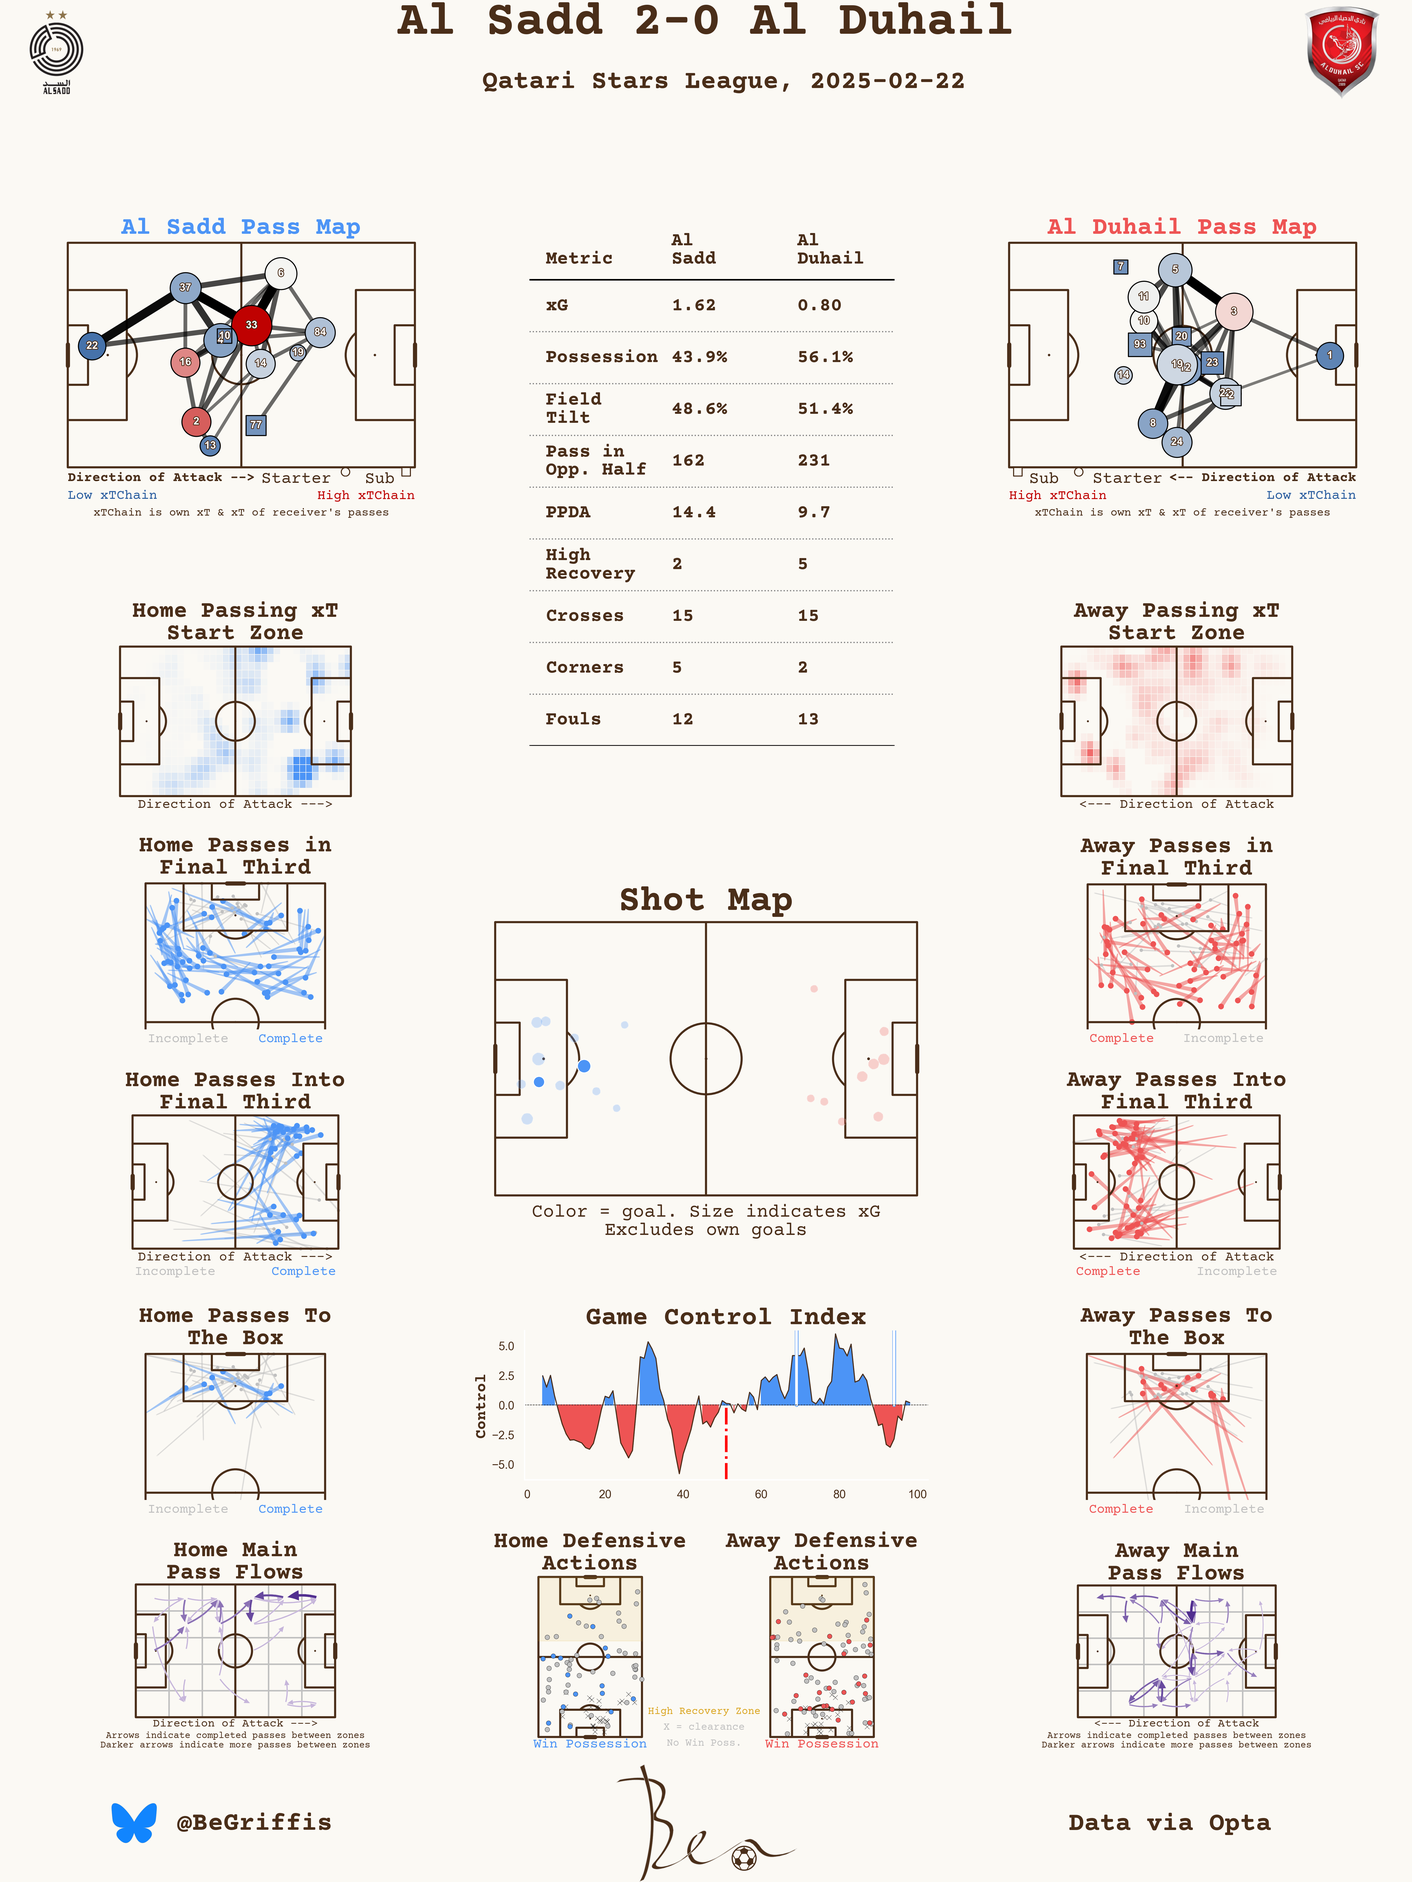 Al Sadd 2-0 Al Duhail
Qatari Stars League, 2025-02-22
1969
السد
ALSADD
ALDUHAIL SC
Al Sadd Pass Map
22
37
6
33
10
84
19
16
14
2
13
77
Direction of Attack --> Starter Sub
Low xTChain High xTChain
xTChain is own xT & xT of receiver's passes
Metric Al Sadd Al Duhail
xG 1.62 0.80
Possession 43.9% 56.1%
Field Tilt 48.6% 51.4%
Pass in Opp. Half 162 231
PPDA 14.4 9.7
High Recovery 2 5
Crosses 15 15
Corners 5 2
Fouls 12 13
Al Duhail Pass Map
7
5
11
10
3
93
20
19
12
23
1
14
8
24
Sub Starter <-- Direction of Attack
High xTChain Low xTChain
xTChain is own xT & xT of receiver's passes
Home Passing xT
Start Zone
Direction of Attack --->
Away Passing xT
Start Zone
<--- Direction of Attack
Home Passes in
Final Third
Incomplete Complete
Away Passes in
Final Third
Complete Incomplete
Shot Map
Color = goal. Size indicates xG
Excludes own goals
Home Passes Into
Final Third
Direction of Attack --->
Incomplete Complete
Away Passes Into
Final Third
<--- Direction of Attack
Complete Incomplete
Home Passes To
The Box
Incomplete Complete
Game Control Index
Control
5.0
2.5
0.0
−2.5
−5.0
0 20 40 60 80 100
Away Passes To
The Box
Complete Incomplete
Home Main
Pass Flows
Direction of Attack --->
Arrows indicate completed passes between zones
Darker arrows indicate more passes between zones
Home Defensive
Actions
Win Possession
Away Defensive
Actions
Win Possession
High Recovery Zone
X = clearance
No Win Poss.
Away Main
Pass Flows
<--- Direction of Attack
Arrows indicate completed passes between zones
Darker arrows indicate more passes between zones
@BeGriffis
Ben
Data via Opta